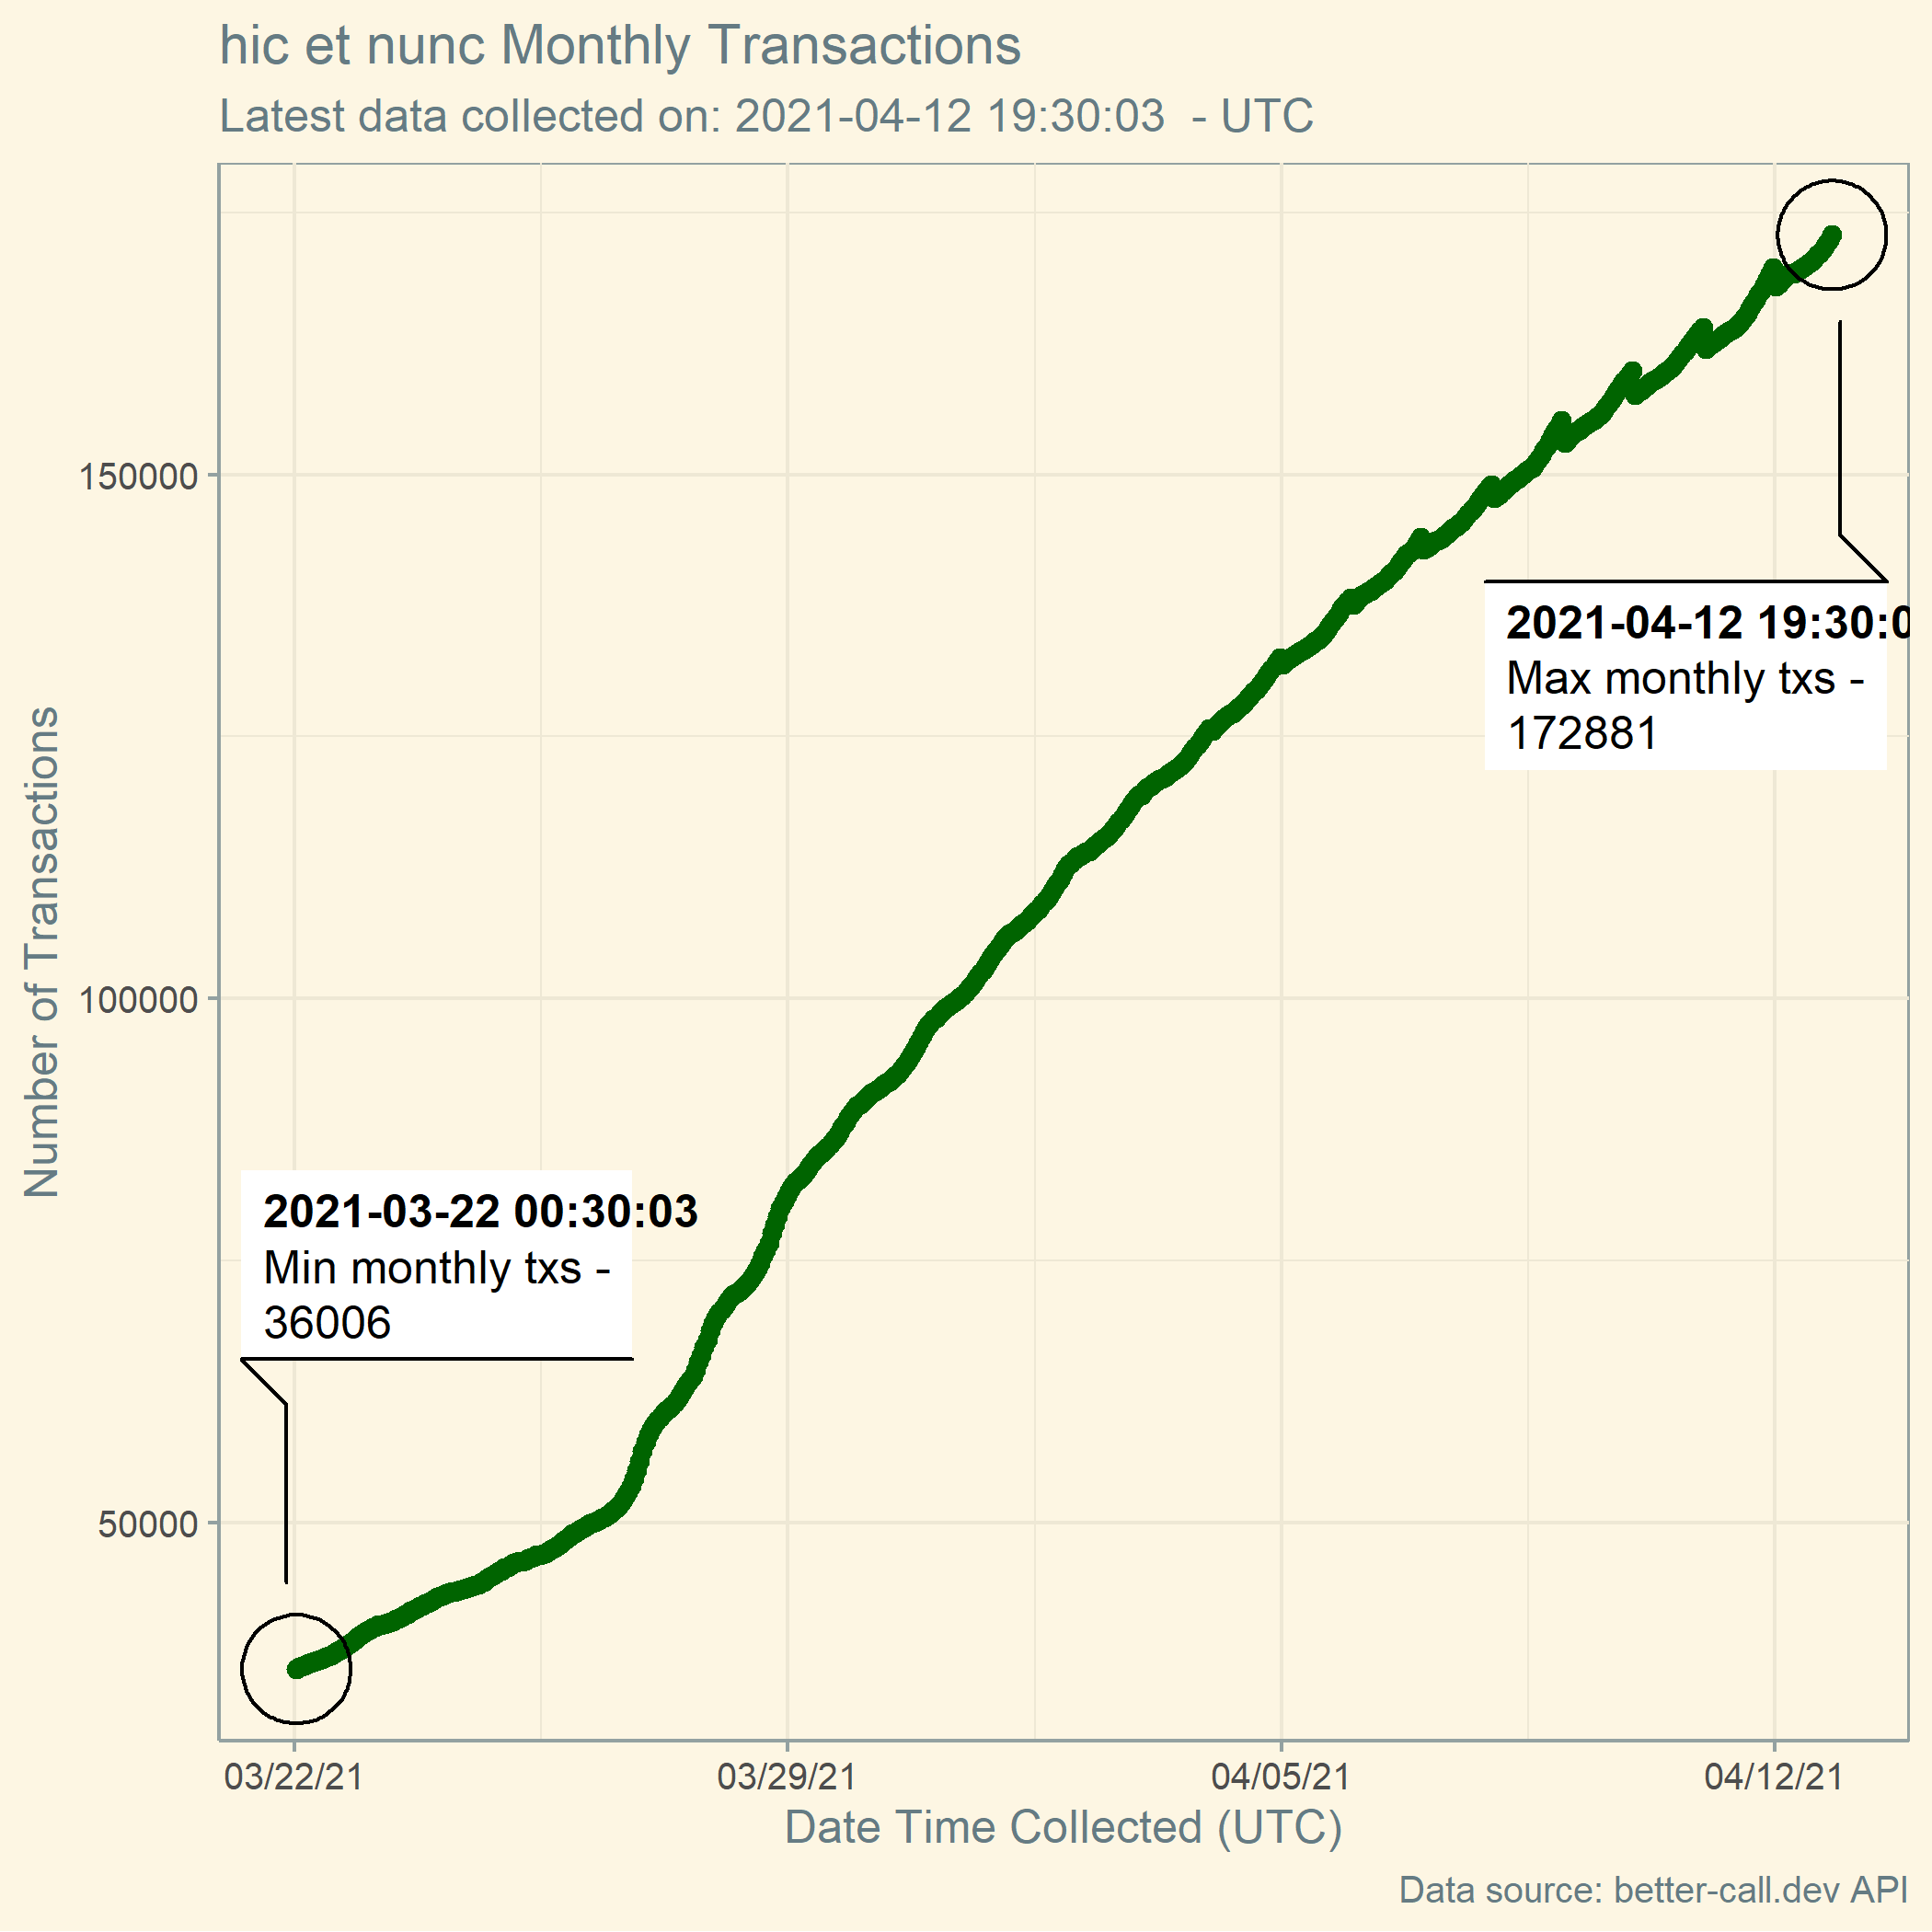 hic et nunc Monthly Transactions
Latest data collected on: 2021-04-12 19:30:03 - UTC
Number of Transactions
150000
100000
50000
2021-04-12 19:30:0
Max monthly txs -
172881
2021-03-22 00:30:03
Min monthly txs -
36006
03/22/21
03/29/21
04/05/21
04/12/21
Date Time Collected (UTC)
Data source: better-call.dev API